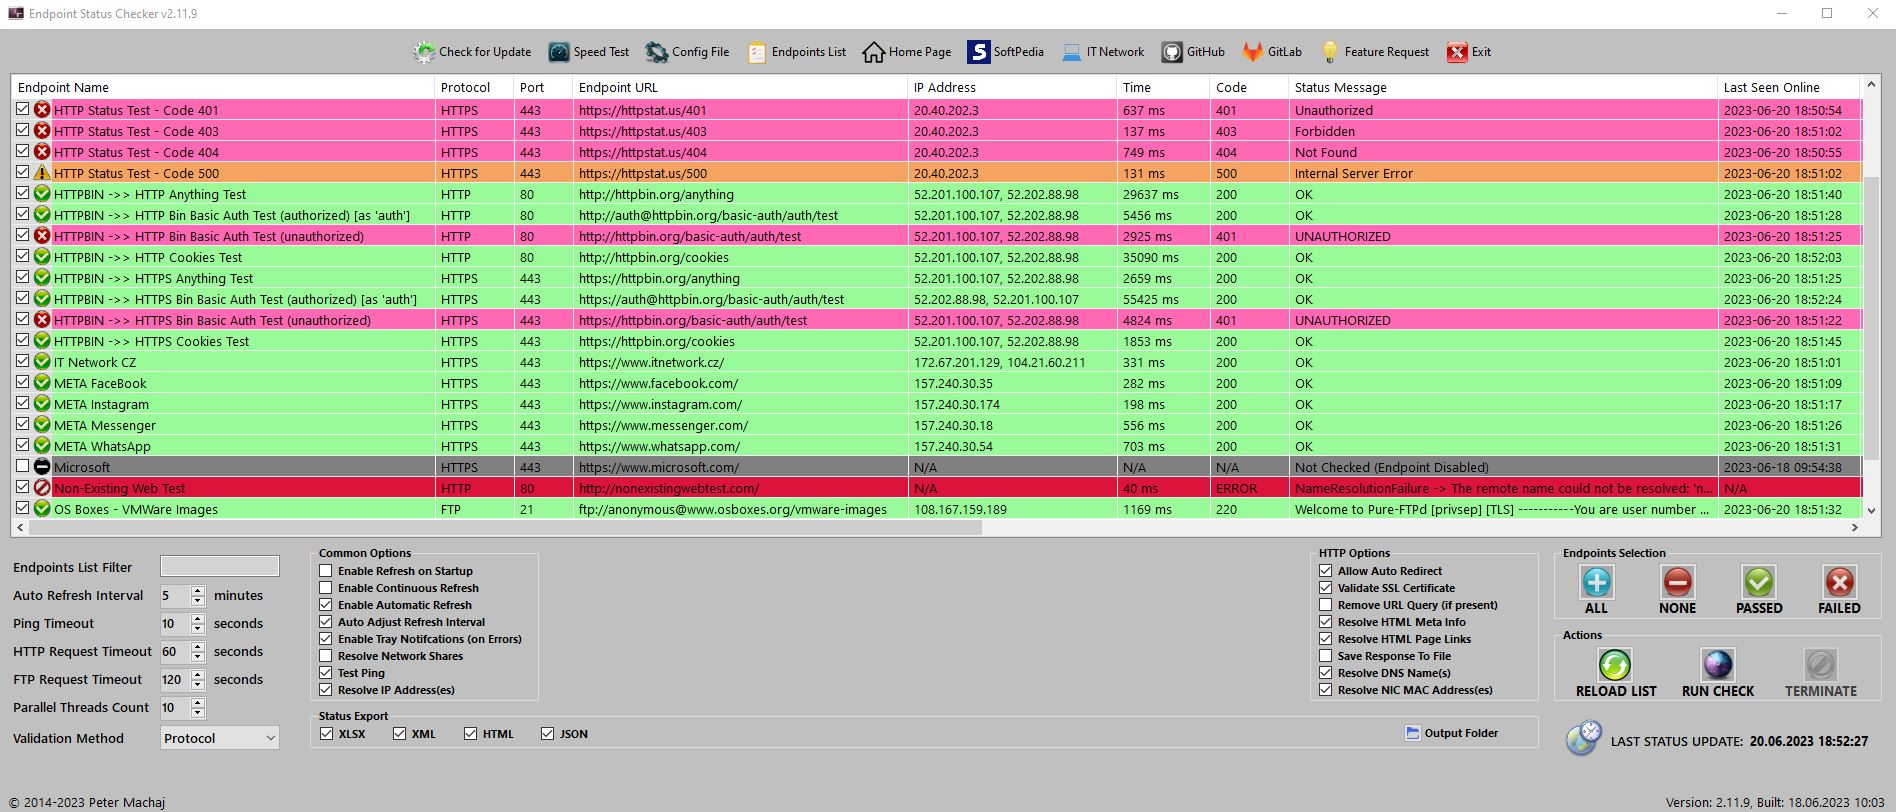 Endpoint Status Checker v2.11.9
Check for Update Speed Test Config File Endpoints List Home Page S SoftPedia IT Network GitHub GitLab Feature Request Exit
Endpoint Name Protocol Port Endpoint URL IP Address Time Code Status Message Last Seen Online
HTTP Status Test - Code 401 HTTPS 443 https://httpstat.us/401 20.40.202.3 637 ms 401 Unauthorized 2023-06-20 18:50:54
HTTP Status Test - Code 403 HTTPS 443 https://httpstat.us/403 20.40.202.3 137 ms 403 Forbidden 2023-06-20 18:51:02
HTTP Status Test - Code 404 HTTPS 443 https://httpstat.us/404 20.40.202.3 749 ms 404 Not Found 2023-06-20 18:50:55
HTTP Status Test - Code 500 HTTPS 443 https://httpstat.us/500 20.40.202.3 131 ms 500 Internal Server Error 2023-06-20 18:51:02
HTTPBIN ->> HTTP Anything Test HTTP 80 http://httpbin.org/anything 52.201.100.107, 52.202.88.98 29637 ms 200 OK 2023-06-20 18:51:40
HTTPBIN ->> HTTP Bin Basic Auth Test (authorized) [as 'auth'] HTTP 80 http://auth@httpbin.org/basic-auth/auth/test 52.201.100.107, 52.202.88.98 5456 ms 200 OK 2023-06-20 18:51:28
HTTPBIN ->> HTTP Bin Basic Auth Test (unauthorized) HTTP 80 http://httpbin.org/basic-auth/auth/test 52.201.100.107, 52.202.88.98 2925 ms 401 UNAUTHORIZED 2023-06-20 18:51:25
HTTPBIN ->> HTTP Cookies Test HTTP 80 http://httpbin.org/cookies 52.201.100.107, 52.202.88.98 35090 ms 200 OK 2023-06-20 18:52:03
HTTPBIN ->> HTTPS Anything Test HTTPS 443 https://httpbin.org/anything 52.201.100.107, 52.202.88.98 2659 ms 200 OK 2023-06-20 18:51:25
HTTPBIN ->> HTTPS Bin Basic Auth Test (authorized) [as 'auth'] HTTPS 443 https://auth@httpbin.org/basic-auth/auth/test 52.202.88.98, 52.201.100.107 55425 ms 200 OK 2023-06-20 18:52:24
HTTPBIN ->> HTTPS Bin Basic Auth Test (unauthorized) HTTPS 443 https://httpbin.org/basic-auth/auth/test 52.201.100.107, 52.202.88.98 4824 ms 401 UNAUTHORIZED 2023-06-20 18:51:22
HTTPBIN ->> HTTPS Cookies Test HTTPS 443 https://httpbin.org/cookies 52.201.100.107, 52.202.88.98 1853 ms 200 OK 2023-06-20 18:51:45
IT Network CZ HTTPS 443 https://www.itnetwork.cz/ 172.67.201.129, 104.21.60.211 331 ms 200 OK 2023-06-20 18:51:01
META FaceBook HTTPS 443 https://www.facebook.com/ 157.240.30.35 282 ms 200 OK 2023-06-20 18:51:09
META Instagram HTTPS 443 https://www.instagram.com/ 157.240.30.174 198 ms 200 OK 2023-06-20 18:51:17
META Messenger HTTPS 443 https://www.messenger.com/ 157.240.30.18 556 ms 200 OK 2023-06-20 18:51:26
META WhatsApp HTTPS 443 https://www.whatsapp.com/ 157.240.30.54 703 ms 200 OK 2023-06-20 18:51:31
Microsoft HTTPS 443 https://www.microsoft.com/ N/A N/A N/A Not Checked (Endpoint Disabled) 2023-06-18 09:54:38
Non-Existing Web Test HTTP 80 http://nonexistingwebtest.com/ N/A 40 ms ERROR NameResolutionFailure -> The remote name could not be resolved: 'n... N/A
OS Boxes - VMWare Images FTP 21 ftp://anonymous@www.osboxes.org/vmware-images 108.167.159.189 1169 ms 220 Welcome to Pure-FTPd [privsep] [TLS] -----------You are user number ... 2023-06-20 18:51:32
Endpoints List Filter
Auto Refresh Interval 5 minutes
Ping Timeout 10 seconds
HTTP Request Timeout 60 seconds
FTP Request Timeout 120 seconds
Parallel Threads Count 10
Validation Method Protocol
Common Options
Enable Refresh on Startup
Enable Continuous Refresh
Enable Automatic Refresh
Auto Adjust Refresh Interval
Enable Tray Notifcations (on Errors)
Resolve Network Shares
Test Ping
Resolve IP Address(es)
Status Export
XLSX XML HTML JSON Output Folder
HTTP Options
Allow Auto Redirect
Validate SSL Certificate
Remove URL Query (if present)
Resolve HTML Meta Info
Resolve HTML Page Links
Save Response To File
Resolve DNS Name(s)
Resolve NIC MAC Address(es)
Endpoints Selection
ALL NONE PASSED FAILED
Actions
RELOAD LIST RUN CHECK TERMINATE
LAST STATUS UPDATE: 20.06.2023 18:52:27
© 2014-2023 Peter Machaj
Version: 2.11.9, Built: 18.06.2023 10:03